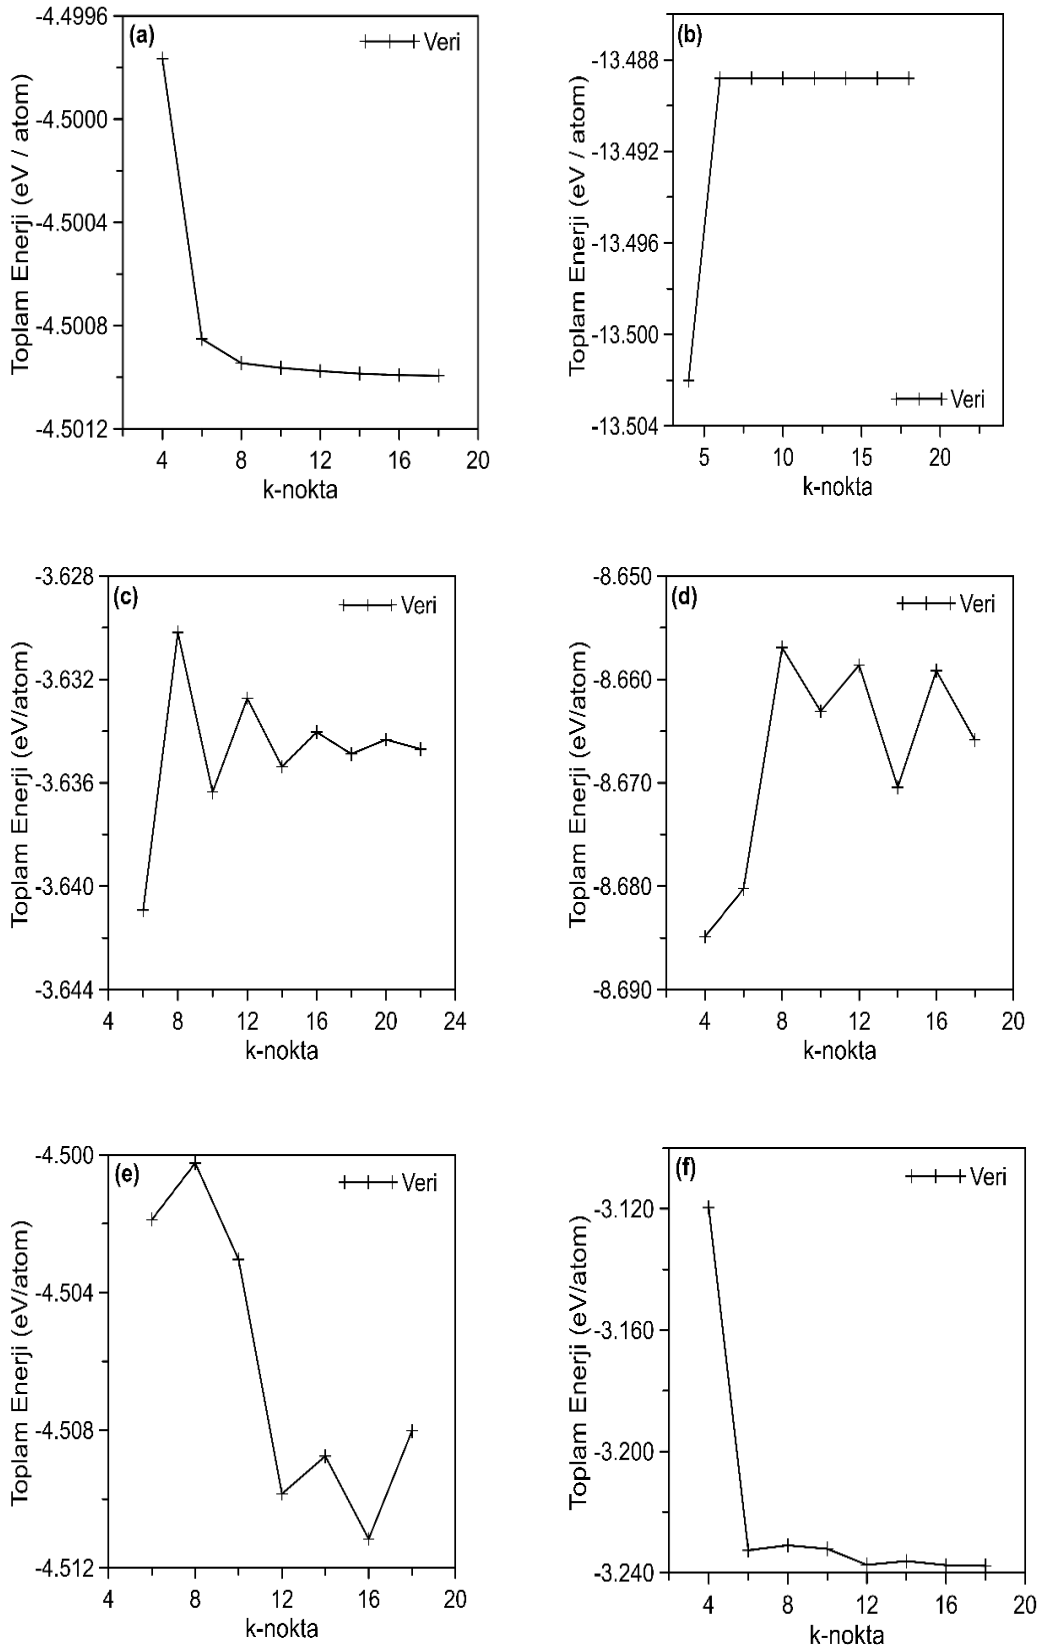 (a)
Veri
-4.4996
-4.5000
-4.5004
-4.5008
-4.5012
Toplam Enerji (eV / atom)
4 8 12 16 20
k-nokta
(b)
-13.488
-13.492
-13.496
-13.500
-13.504
Toplam Enerji (eV / atom)
Veri
5 10 15 20
k-nokta
(c)
Veri
-3.628
-3.632
-3.636
-3.640
-3.644
Toplam Enerji (eV/atom)
4 8 12 16 20 24
k-nokta
(d)
Veri
-8.650
-8.660
-8.670
-8.680
-8.690
Toplam Enerji (eV/atom)
4 8 12 16 20
k-nokta
(e)
Veri
-4.500
-4.504
-4.508
-4.512
Toplam Enerji (eV/atom)
4 8 12 16 20
k-nokta
(f)
Veri
-3.120
-3.160
-3.200
-3.240
Toplam Enerji (eV/atom)
4 8 12 16 20
k-nokta